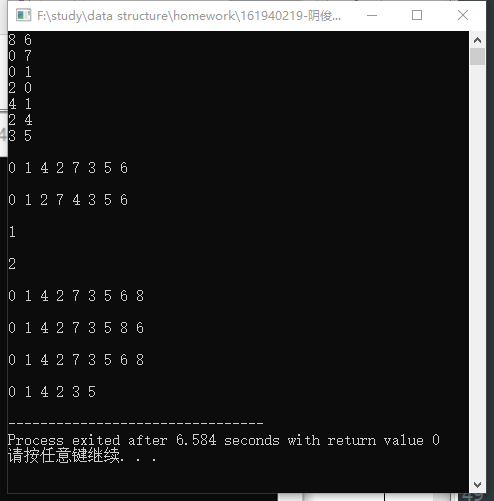 F:\study\data structure\homework\161940219-阴俊...
8 6
0 7
0 1
2 0
4 1
2 4
3 5
0 1 4 2 7 3 5 6
0 1 2 7 4 3 5 6
1
2
0 1 4 2 7 3 5 6 8
0 1 4 2 7 3 5 8 6
0 1 4 2 7 3 5 6 8
0 1 4 2 3 5
--------------------------------
Process exited after 6.584 seconds with return value 0
请按任意键继续. . .